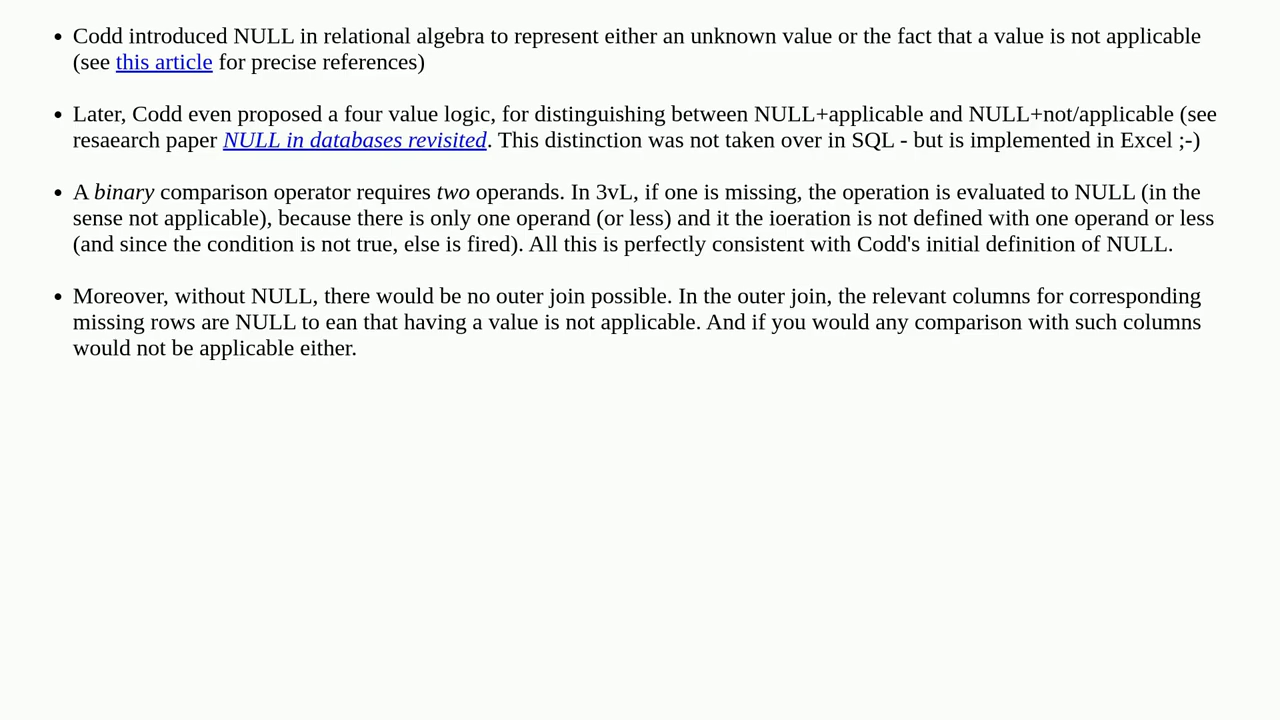 • Codd introduced NULL in relational algebra to represent either an unknown value or the fact that a value is not applicable
(see this article for precise references)
• Later, Codd even proposed a four value logic, for distinguishing between NULL+applicable and NULL+not/applicable (see
resaearch paper NULL in databases revisited. This distinction was not taken over in SQL - but is implemented in Excel ;-)
• A binary comparison operator requires two operands. In 3vL, if one is missing, the operation is evaluated to NULL (in the
sense not applicable), because there is only one operand (or less) and it the ioeration is not defined with one operand or less
(and since the condition is not true, else is fired). All this is perfectly consistent with Codd's initial definition of NULL.
• Moreover, without NULL, there would be no outer join possible. In the outer join, the relevant columns for corresponding
missing rows are NULL to ean that having a value is not applicable. And if you would any comparison with such columns
would not be applicable either.